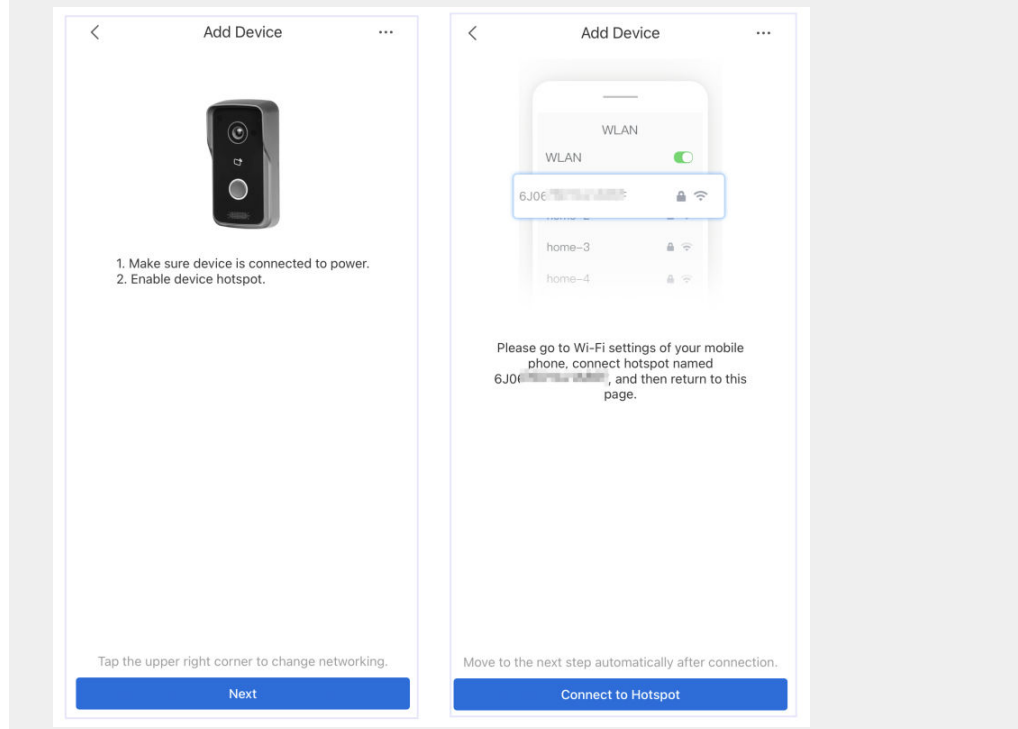 Add Device
1. Make sure device is connected to power.
2. Enable device hotspot.
Tap the upper right corner to change networking.
Next
Add Device
WLAN
WLAN
6J06
home-3
home-4
Please go to Wi-Fi settings of your mobile
phone, connect hotspot named
6J0 , and then return to this
page.
Move to the next step automatically after connection.
Connect to Hotspot